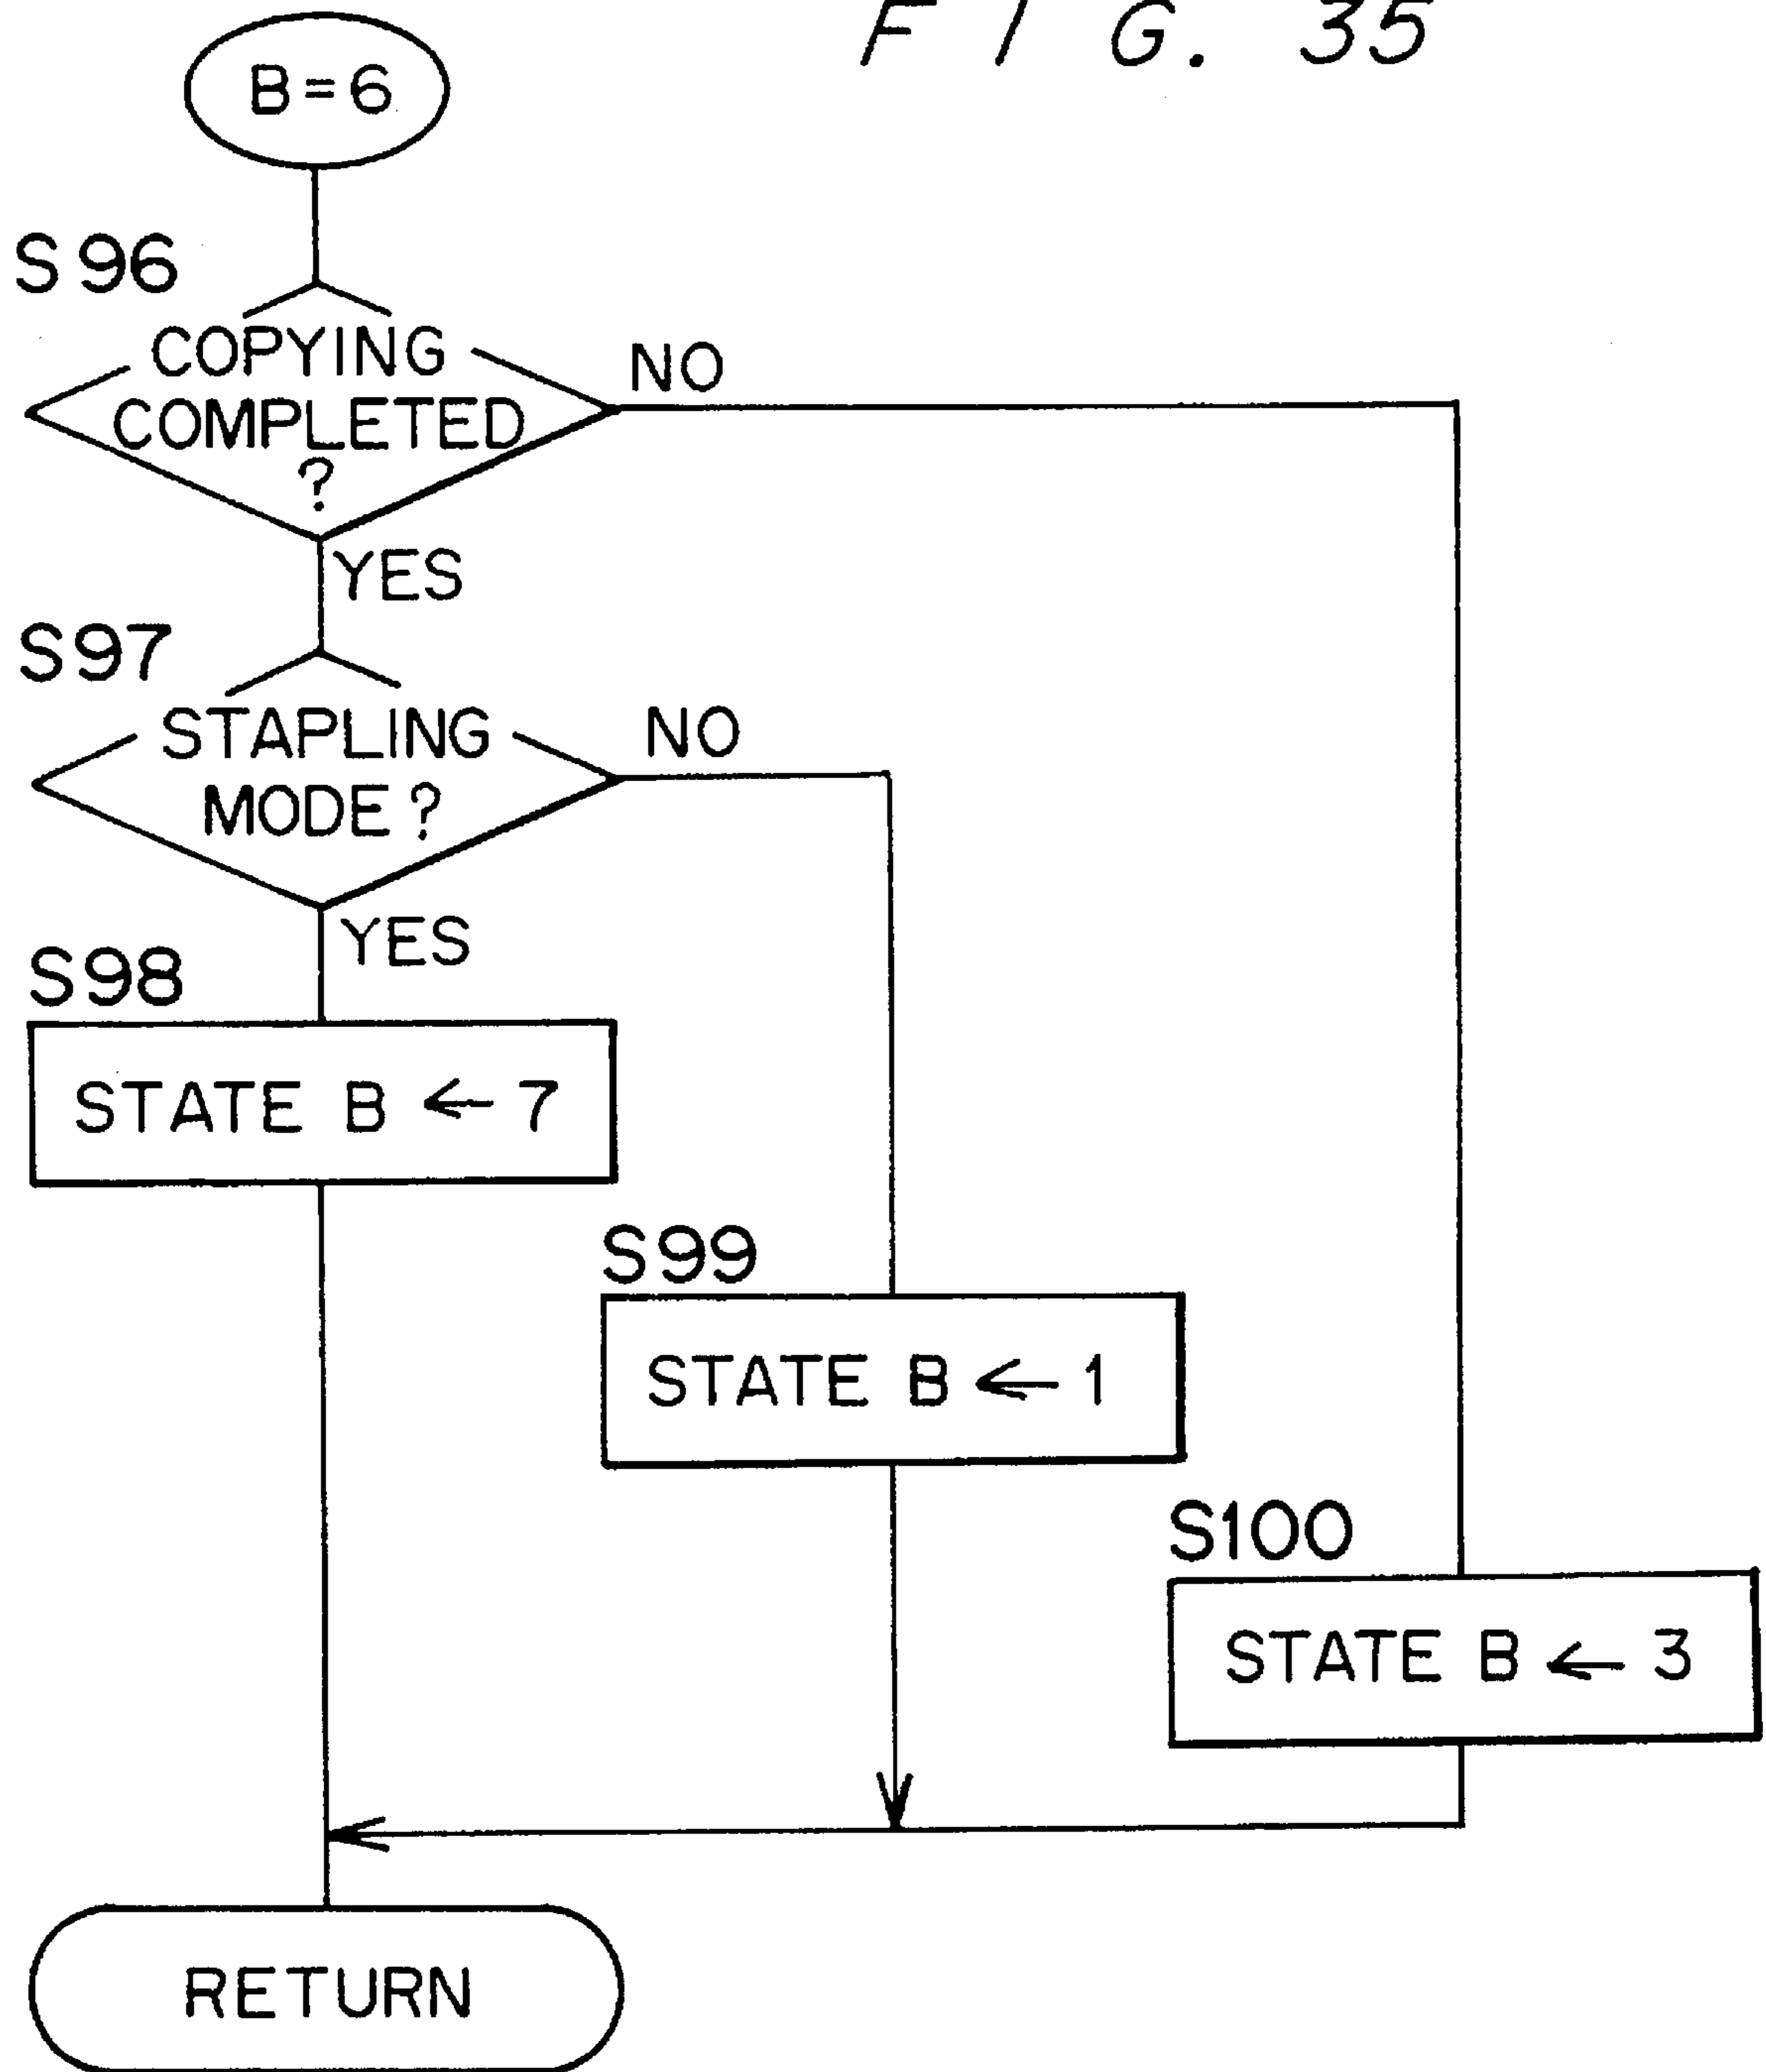 F I G. 35
B=6
S96
COPYING
COMPLETED
?
NO
YES
S97
STAPLING
MODE?
NO
YES
S98
STATE B ← 7
S99
STATE B ← 1
S100
STATE B ← 3
RETURN